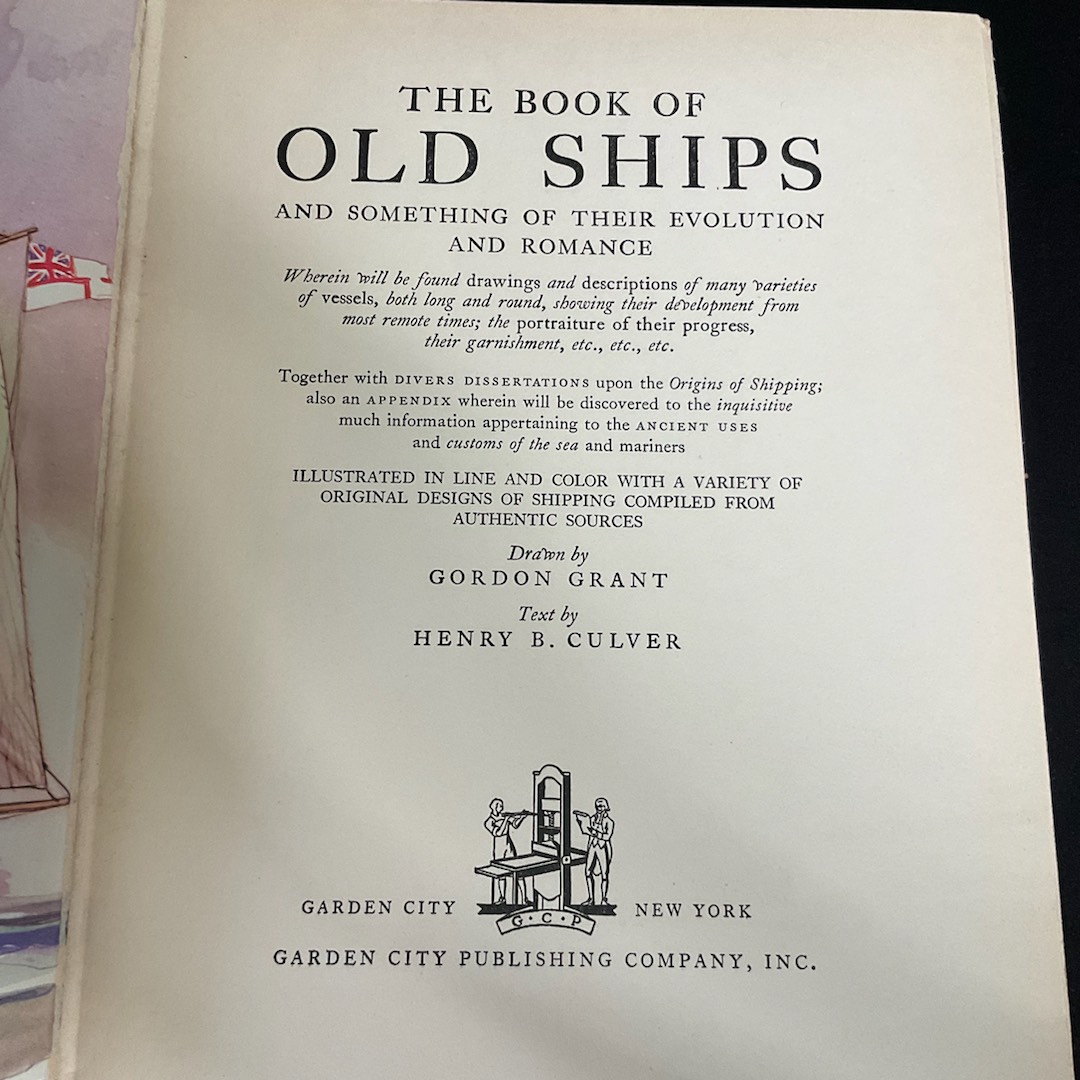 THE BOOK OF
OLD SHIPS
AND SOMETHING OF THEIR EVOLUTION
AND ROMANCE
Wherein will be found drawings and descriptions of many varieties
of vessels, both long and round, showing their development from
most remote times; the portraiture of their progress,
their garnishment, etc., etc., etc.
Together with DIVERS DISSERTATIONS upon the Origins of Shipping;
also an APPENDIX wherein will be discovered to the inquisitive
much information appertaining to the ANCIENT USES
and customs of the sea and mariners
ILLUSTRATED IN LINE AND COLOR WITH A VARIETY OF
ORIGINAL DESIGNS OF SHIPPING COMPILED FROM
AUTHENTIC SOURCES
Drawn by
GORDON GRANT
Text by
HENRY B. CULVER
GARDEN CITY NEW YORK
G·C·P
GARDEN CITY PUBLISHING COMPANY, INC.